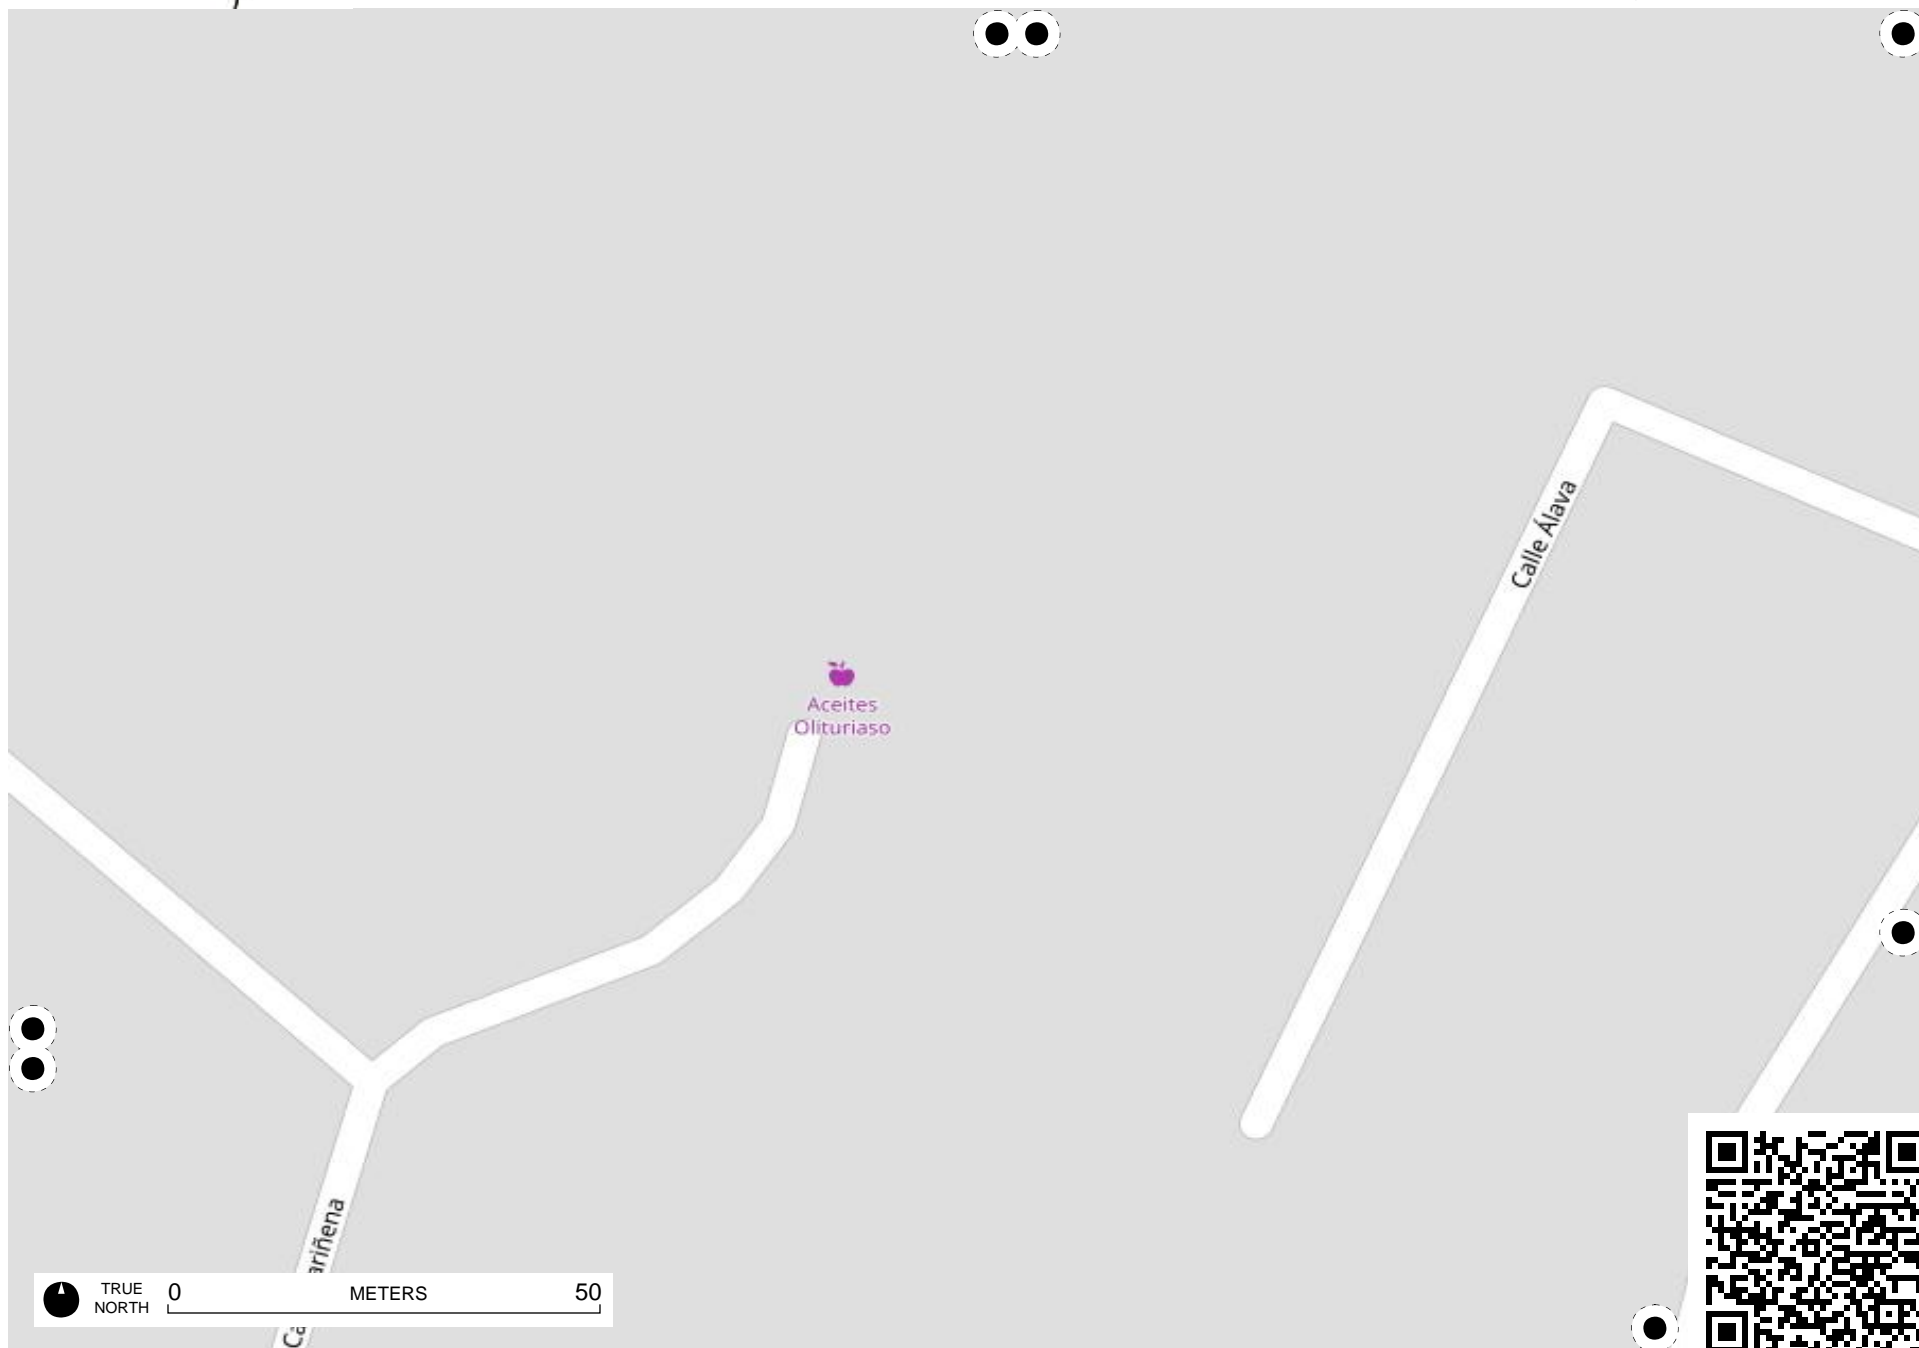 Calle Álava
Aceites
Olituriaso
TRUE
NORTH
0 METERS 50